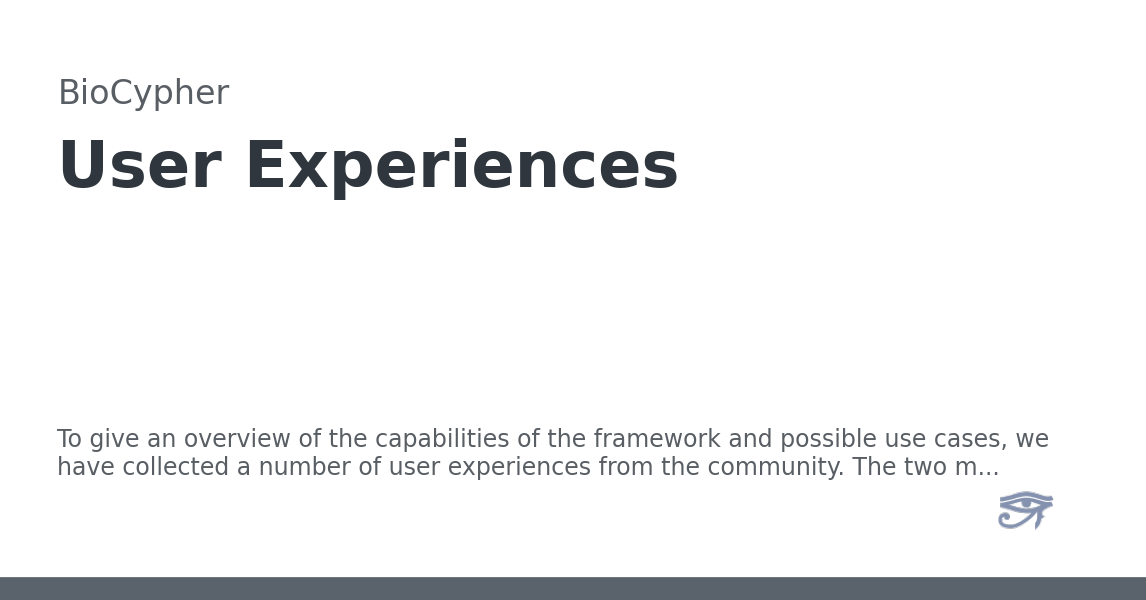 BioCypher
User Experiences
To give an overview of the capabilities of the framework and possible use cases, we
have collected a number of user experiences from the community. The two m...